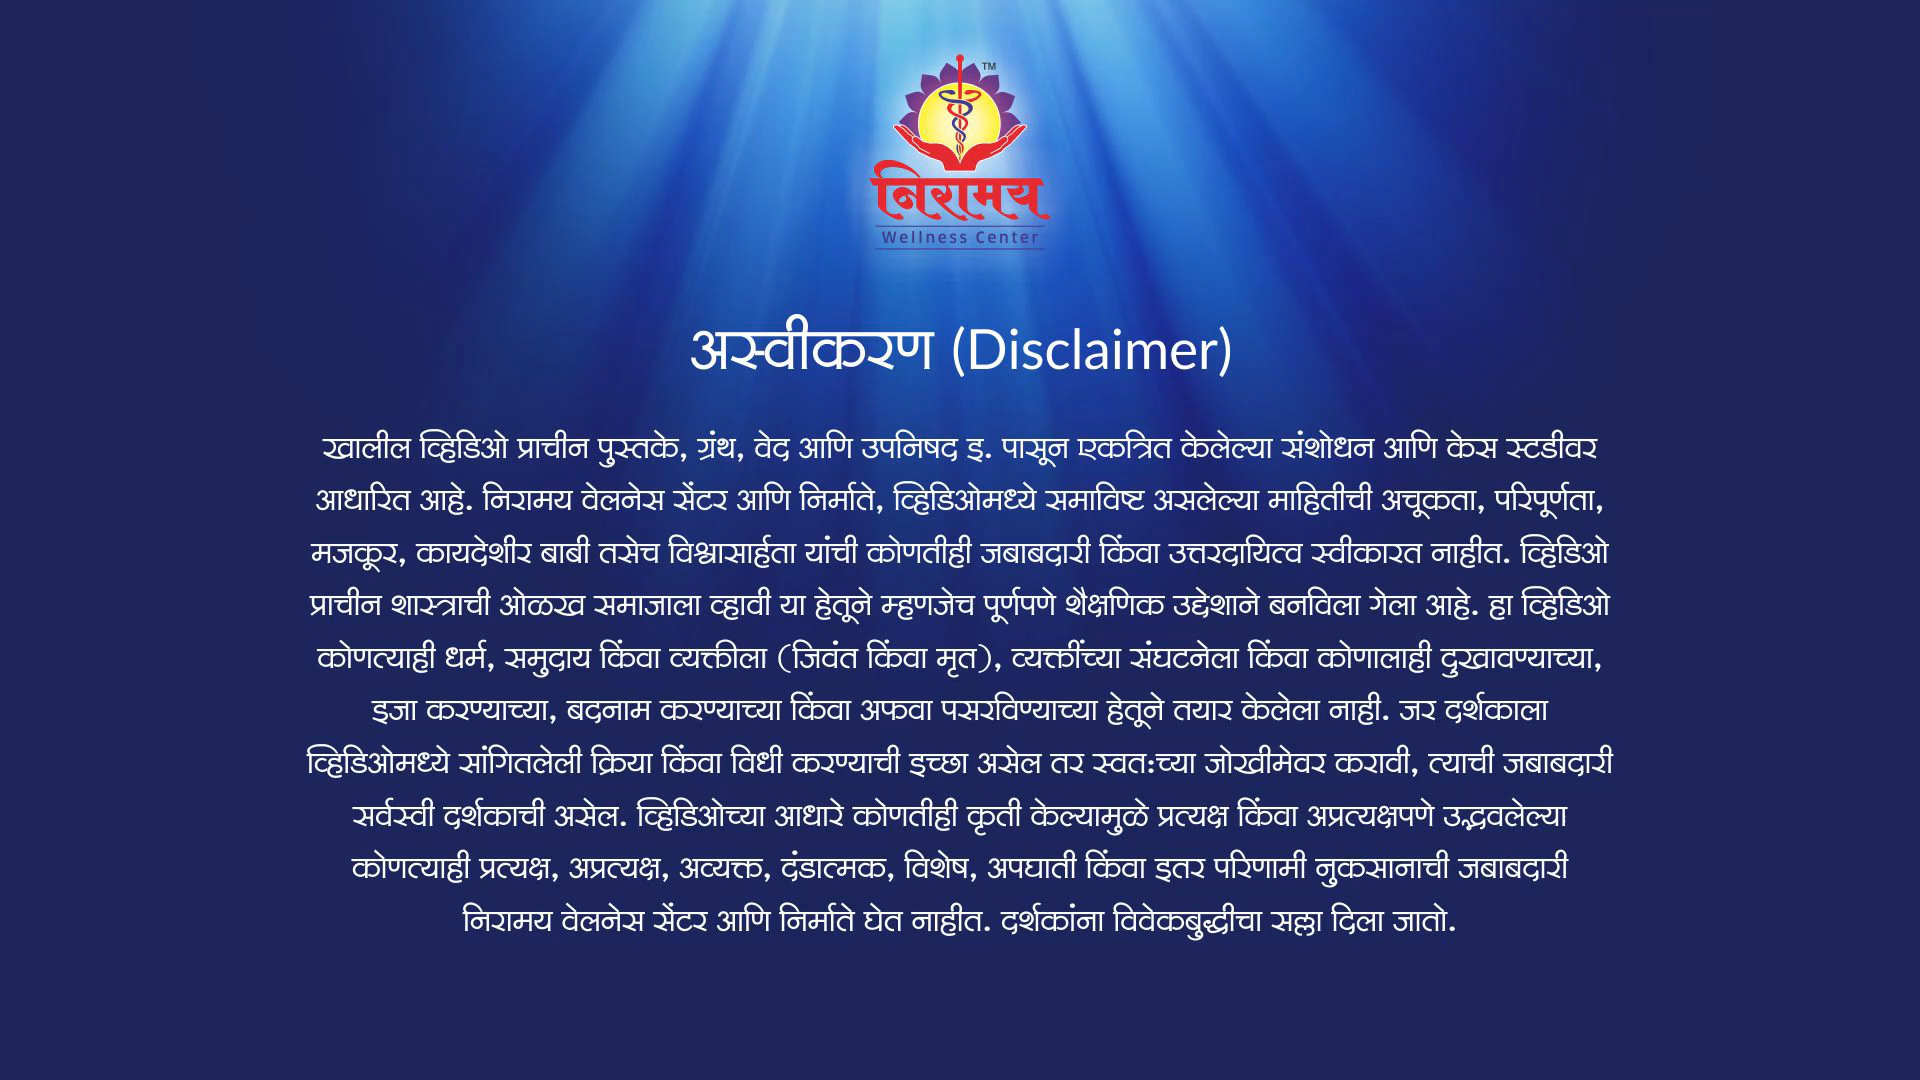 TM
निरामय
Wellness Center
अस्वीकरण (Disclaimer)
खालील व्हिडिओ प्राचीन पुस्तके, ग्रंथ, वेद आणि उपनिषद इ. पासून एकत्रित केलेल्या संशोधन आणि केस स्टडीवर
आधारित आहे. निरामय वेलनेस सेंटर आणि निर्माते, व्हिडिओमध्ये समाविष्ट असलेल्या माहितीची अचूकता, परिपूर्णता,
मजकूर, कायदेशीर बाबी तसेच विश्वासार्हता यांची कोणतीही जबाबदारी किंवा उत्तरदायित्व स्वीकारत नाहीत. व्हिडिओ
प्राचीन शास्त्राची ओळख समाजाला व्हावी या हेतूने म्हणजेच पूर्णपणे शैक्षणिक उद्देशाने बनविला गेला आहे. हा व्हिडिओ
कोणत्याही धर्म, समुदाय किंवा व्यक्तीला (जिवंत किंवा मृत), व्यक्तींच्या संघटनेला किंवा कोणालाही दुखावण्याच्या,
इजा करण्याच्या, बदनाम करण्याच्या किंवा अफवा पसरविण्याच्या हेतूने तयार केलेला नाही. जर दर्शकाला
व्हिडिओमध्ये सांगितलेली क्रिया किंवा विधी करण्याची इच्छा असेल तर स्वत:च्या जोखीमेवर करावी, त्याची जबाबदारी
सर्वस्वी दर्शकाची असेल. व्हिडिओच्या आधारे कोणतीही कृती केल्यामुळे प्रत्यक्ष किंवा अप्रत्यक्षपणे उद्भवलेल्या
कोणत्याही प्रत्यक्ष, अप्रत्यक्ष, अव्यक्त, दंडात्मक, विशेष, अपघाती किंवा इतर परिणामी नुकसानाची जबाबदारी
निरामय वेलनेस सेंटर आणि निर्माते घेत नाहीत. दर्शकांना विवेकबुद्धीचा सल्ला दिला जातो.